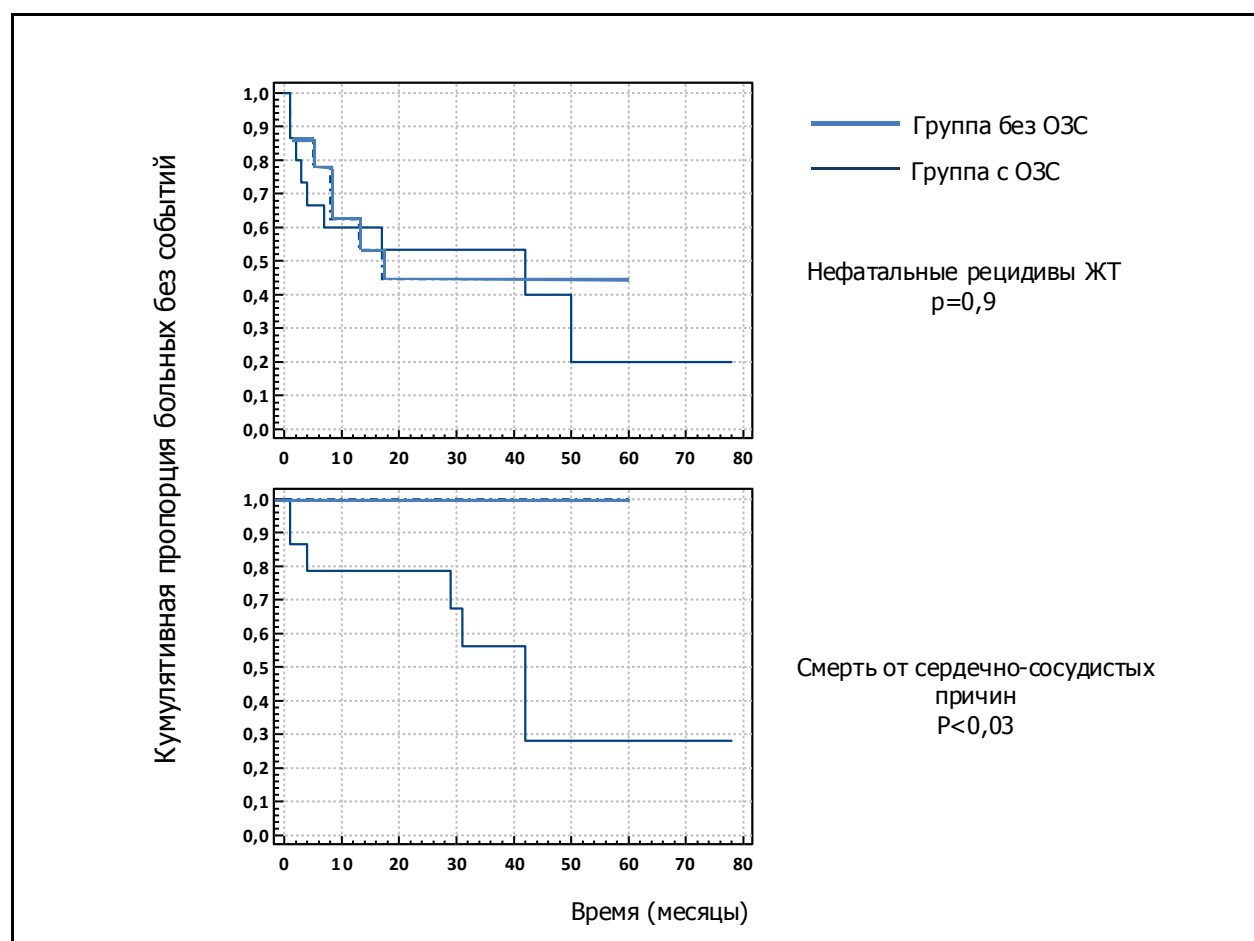 Кумулятивная пропорция больных без событий
1,0
0,9
0,8
0,7
0,6
0,5
0,4
0,3
0,2
0,1
0,0
0 10 20 30 40 50 60 70 80
Группа без ОЗС
Группа с ОЗС
Нефатальные рецидивы ЖТ
p=0,9
1,0
0,9
0,8
0,7
0,6
0,5
0,4
0,3
0,2
0,1
0,0
0 10 20 30 40 50 60 70 80
Смерть от сердечно-сосудистых
причин
P<0,03
Время (месяцы)